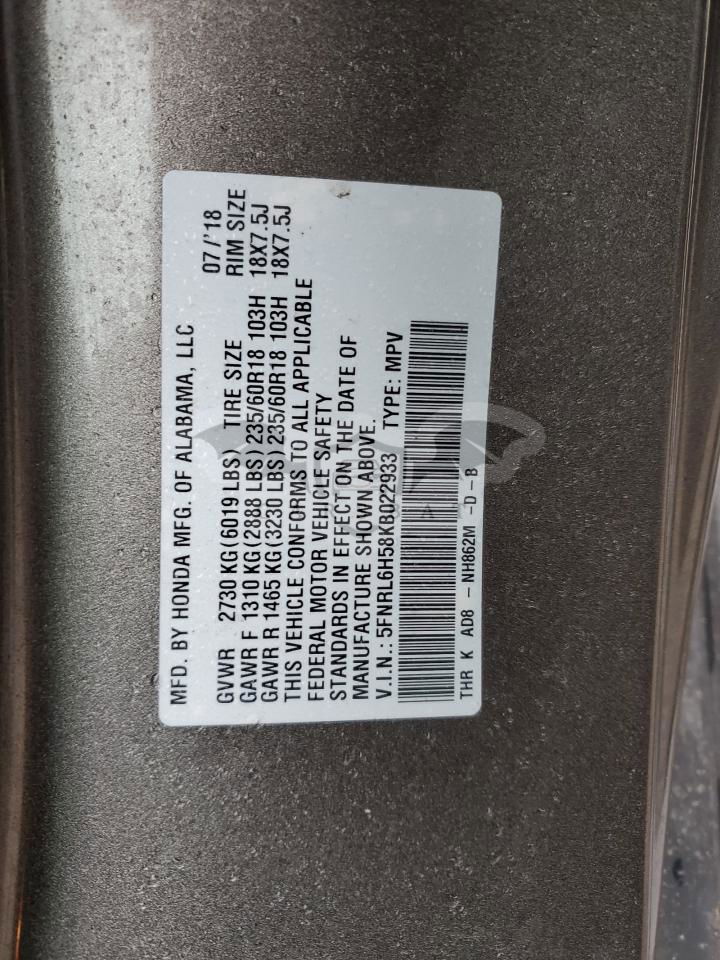 MFD. BY HONDA MFG. OF ALABAMA, LLC 07/'18
GVWR 2730 KG(6019 LBS) TIRE SIZE RIM SIZE
GAWR F 1310 KG(2888 LBS)235/60R18 103H 18X7.5J
GAWR R 1465 KG(3230 LBS)235/60R18 103H 18X7.5J
THIS VEHICLE CONFORMS TO ALL APPLICABLE
FEDERAL MOTOR VEHICLE SAFETY
STANDARDS IN EFFECT ON THE DATE OF
MANUFACTURE SHOWN ABOVE.
V.I.N.: 5FNRL6H58KB022933 TYPE: MPV
THR K AD8 - NH862M -D-B